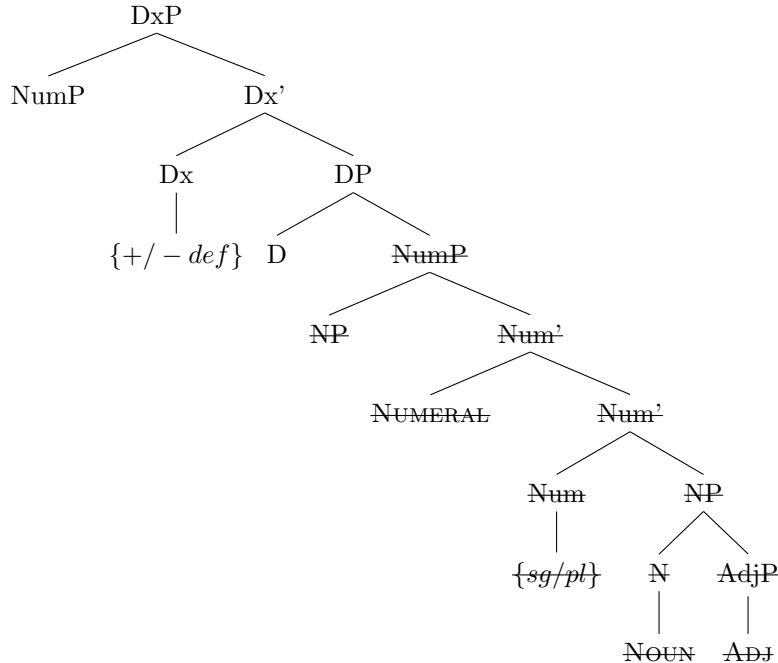 DxP
NumP Dx'
Dx DP
{+/ − def} D NumP
NP Num'
NUMERAL Num'
Num NP
{sg/pl} N AdjP
NOUN ADJ